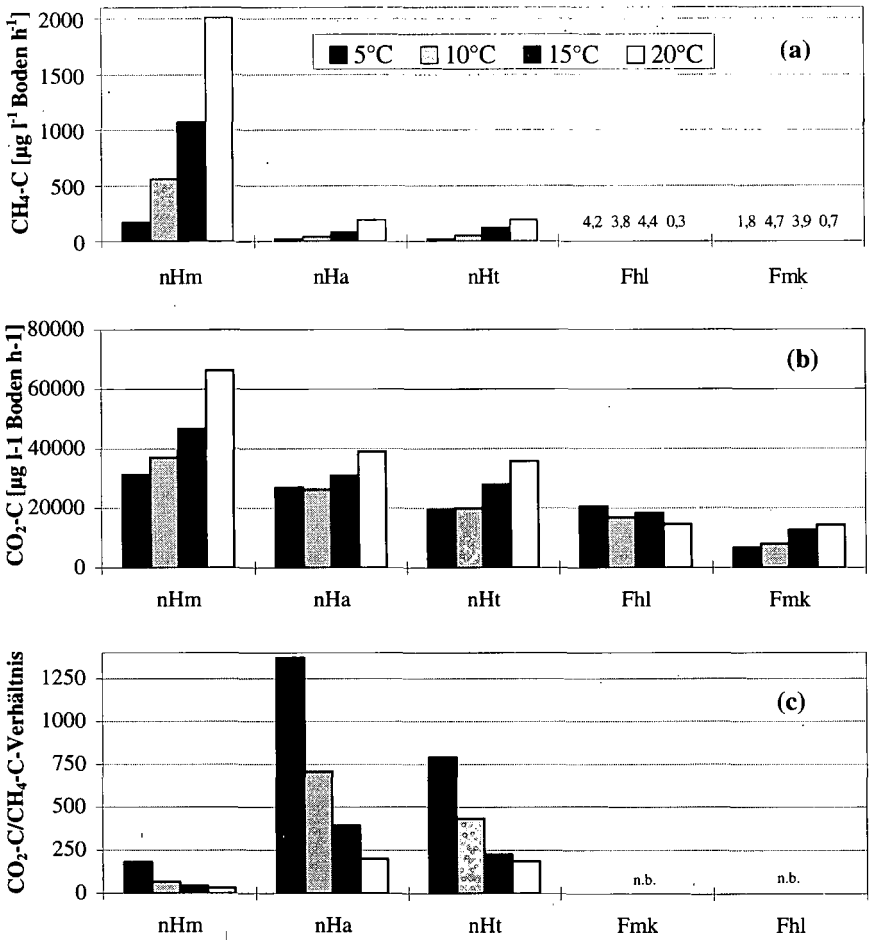 CH₄-C [µg l⁻¹ Boden h⁻¹]
2000
1500
1000
500
0
5°C 10°C 15°C 20°C
(a)
4,2 3,8 4,4 0,3 1,8 4,7 3,9 0,7
nHm nHa nHt Fhl Fmk
CO₂-C [µg l-1 Boden h-1]
80000
60000
40000
20000
0
(b)
nHm nHa nHt Fhl Fmk
CO₂-C/CH₄-C-Verhältnis
1250
1000
750
500
250
0
(c)
n.b. n.b.
nHm nHa nHt Fmk Fhl